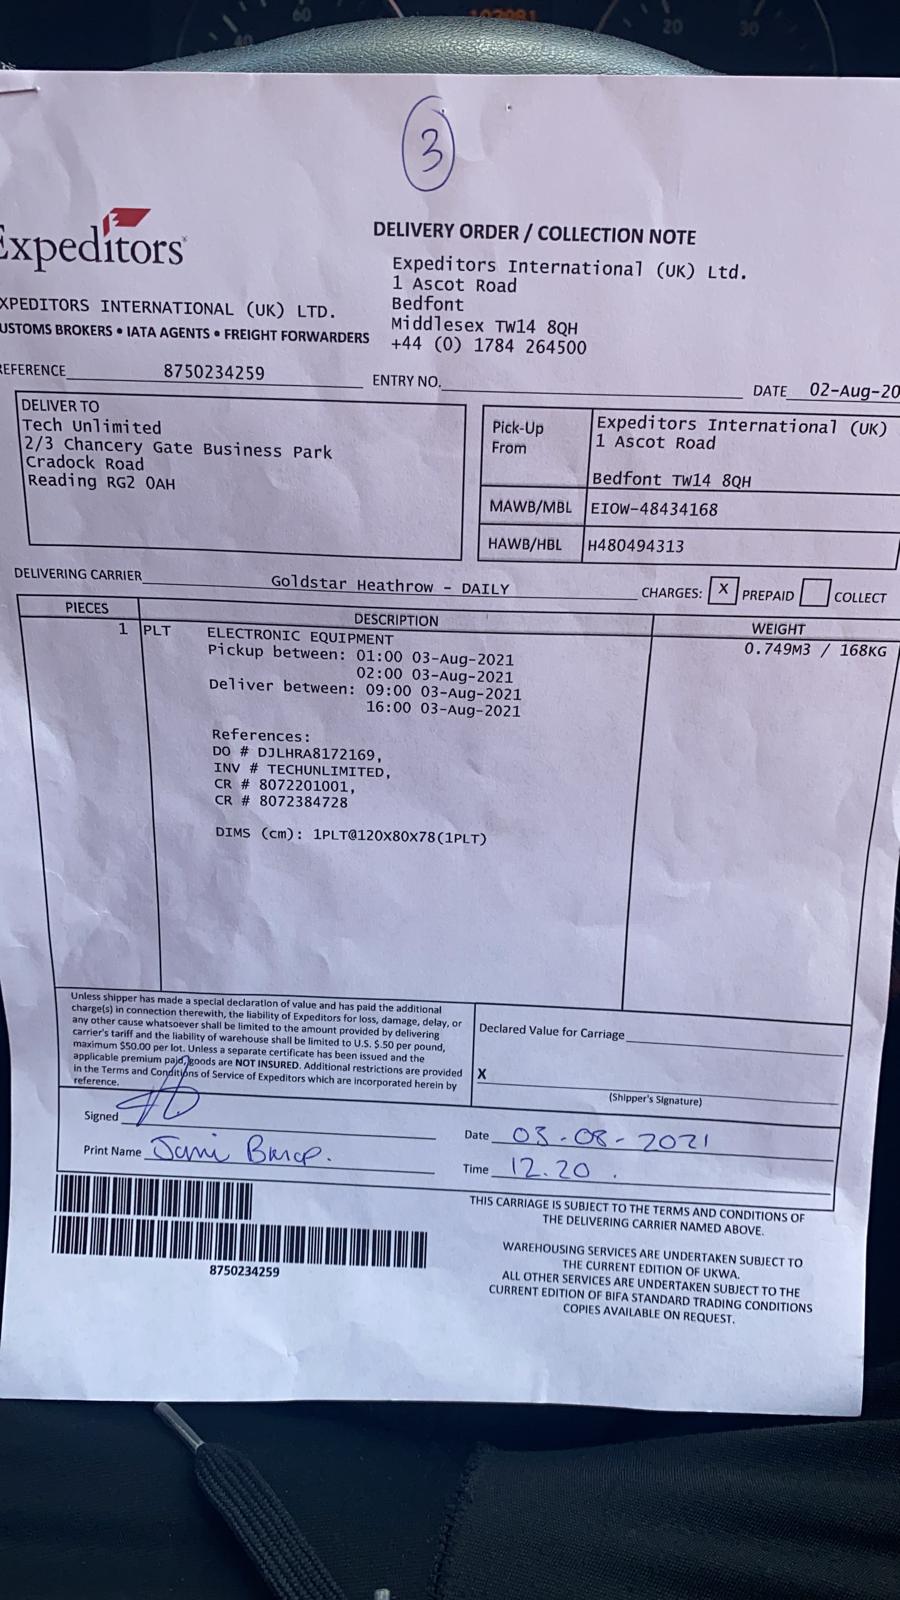 60
40
20
30
3
Expeditors
DELIVERY ORDER / COLLECTION NOTE
Expeditors International (UK) Ltd.
1 Ascot Road
Bedfont
Middlesex TW14 8QH
+44 (0) 1784 264500
XPEDITORS INTERNATIONAL (UK) LTD.
USTOMS BROKERS • IATA AGENTS • FREIGHT FORWARDERS
REFERENCE 8750234259
ENTRY NO.
DATE 02-Aug-20
DELIVER TO
Tech Unlimited
2/3 Chancery Gate Business Park
Cradock Road
Reading RG2 0AH
Pick-Up
From
Expeditors International (UK)
1 Ascot Road
Bedfont TW14 8QH
MAWB/MBL EIOW-48434168
HAWB/HBL H480494313
DELIVERING CARRIER Goldstar Heathrow - DAILY
CHARGES: X PREPAID COLLECT
PIECES DESCRIPTION WEIGHT
1 PLT ELECTRONIC EQUIPMENT 0.749M3 / 168KG
Pickup between: 01:00 03-Aug-2021
02:00 03-Aug-2021
Deliver between: 09:00 03-Aug-2021
16:00 03-Aug-2021
References:
DO # DJLHRA8172169,
INV # TECHUNLIMITED,
CR # 8072201001,
CR # 8072384728
DIMS (cm): 1PLT@120X80X78(1PLT)
Unless shipper has made a special declaration of value and has paid the additional
charge(s) in connection therewith, the liability of Expeditors for loss, damage, delay, or
any other cause whatsoever shall be limited to the amount provided by delivering
carrier's tariff and the liability of warehouse shall be limited to U.S. $.50 per pound,
maximum $50.00 per lot. Unless a separate certificate has been issued and the
applicable premium paid, goods are NOT INSURED. Additional restrictions are provided
in the Terms and Conditions of Service of Expeditors which are incorporated herein by
reference.
Declared Value for Carriage
X
(Shipper's Signature)
Signed
Print Name Jani
Date 03-08-2021
Time 12.20.
8750234259
THIS CARRIAGE IS SUBJECT TO THE TERMS AND CONDITIONS OF
THE DELIVERING CARRIER NAMED ABOVE.
WAREHOUSING SERVICES ARE UNDERTAKEN SUBJECT TO
THE CURRENT EDITION OF UKWA.
ALL OTHER SERVICES ARE UNDERTAKEN SUBJECT TO THE
CURRENT EDITION OF BIFA STANDARD TRADING CONDITIONS
COPIES AVAILABLE ON REQUEST.